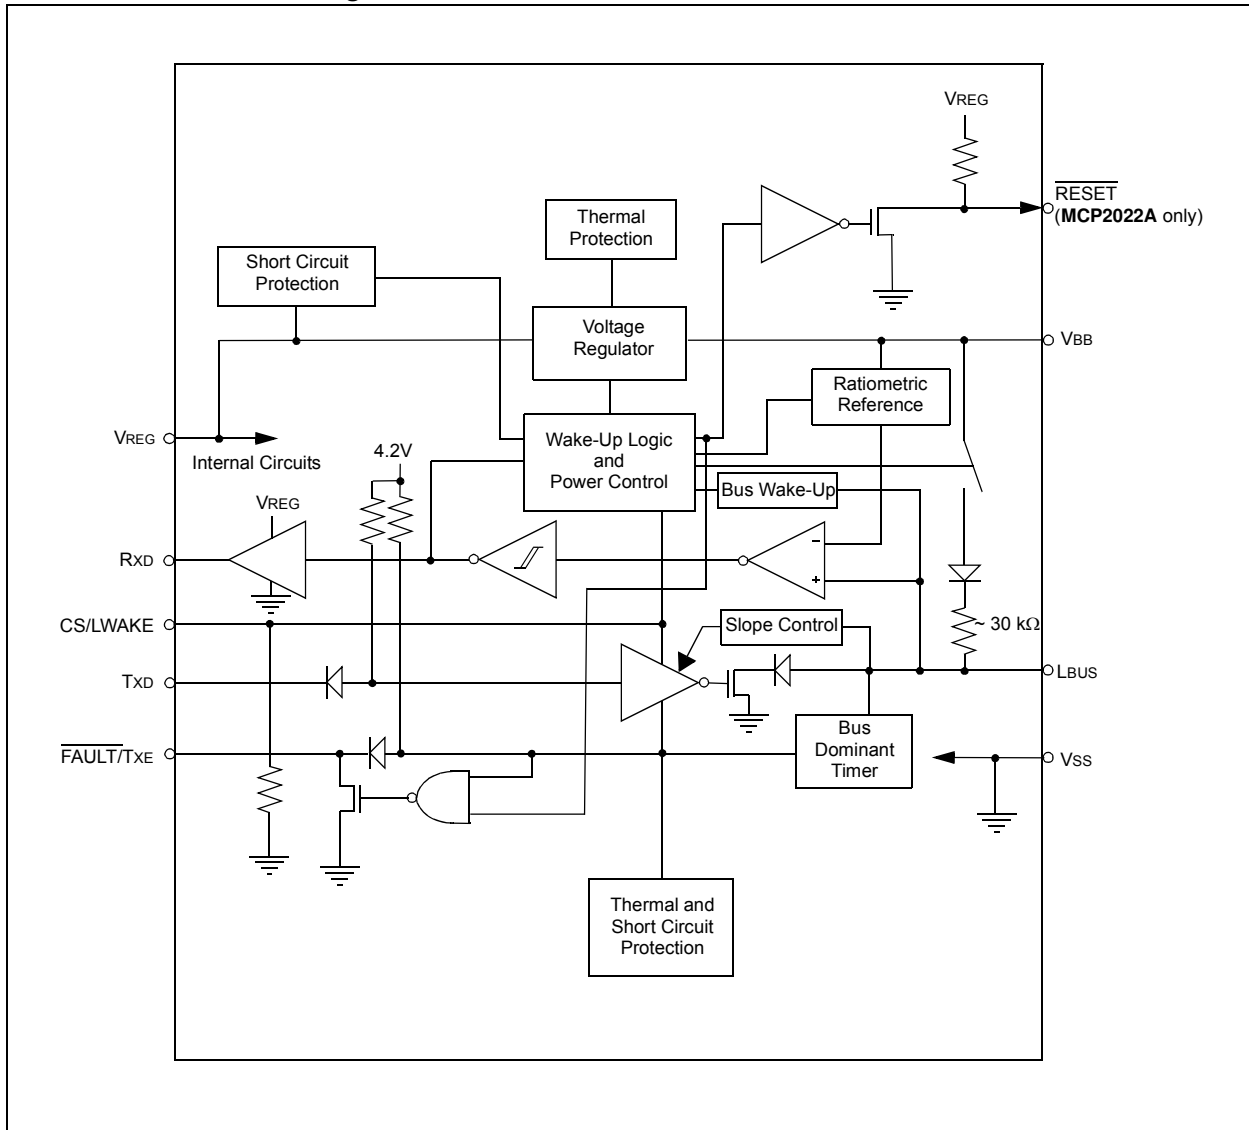 VREG
RESET
(MCP2022A only)
Thermal
Protection
Short Circuit
Protection
Voltage
Regulator
VBB
Ratiometric
Reference
VREG
Internal Circuits
4.2V
Wake-Up Logic
and
Power Control
Bus Wake-Up
VREG
RXD
−
+
CS/LWAKE
Slope Control
~ 30 kΩ
TXD
LBUS
FAULT/TXE
Bus
Dominant
Timer
VSS
Thermal and
Short Circuit
Protection